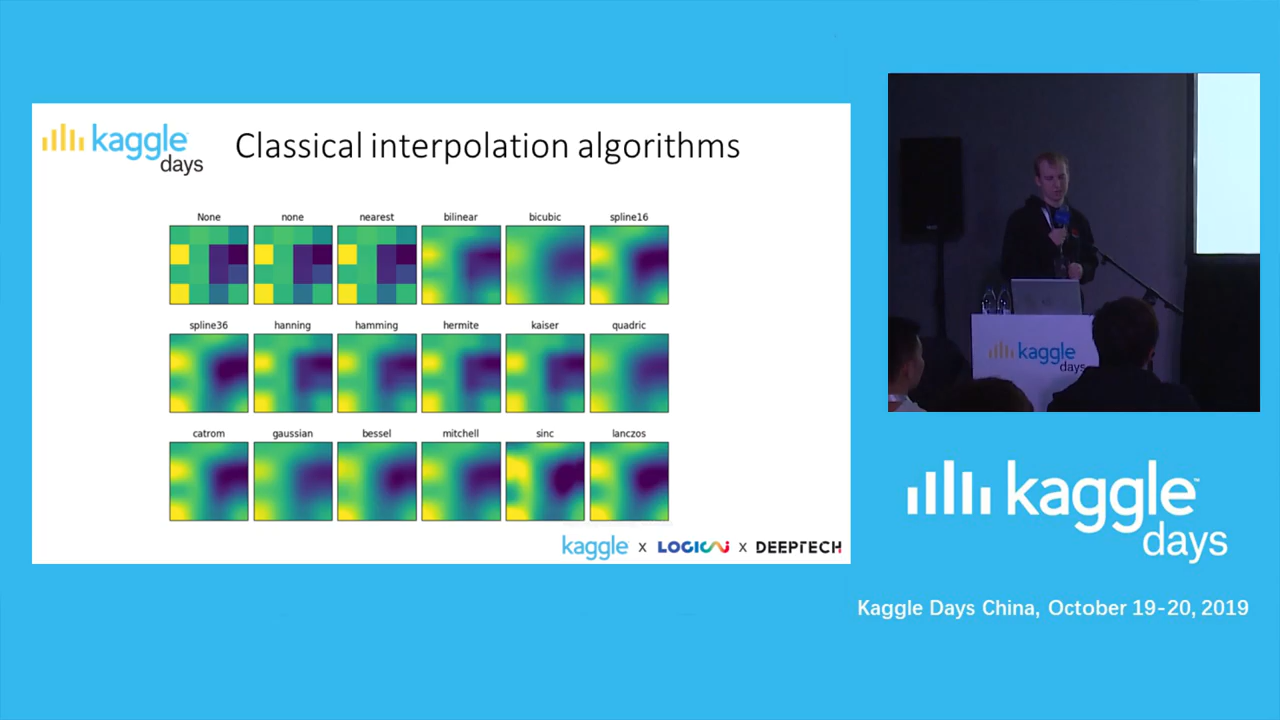 kaggle
days
Classical interpolation algorithms
None none nearest bilinear bicubic spline16
spline36 hanning hamming hermite kaiser quadric
catrom gaussian bessel mitchell sinc lanczos
kaggle x LOGICAI x DEEPTECH
kaggle
days
kaggle
days
Kaggle Days China, October 19-20, 2019